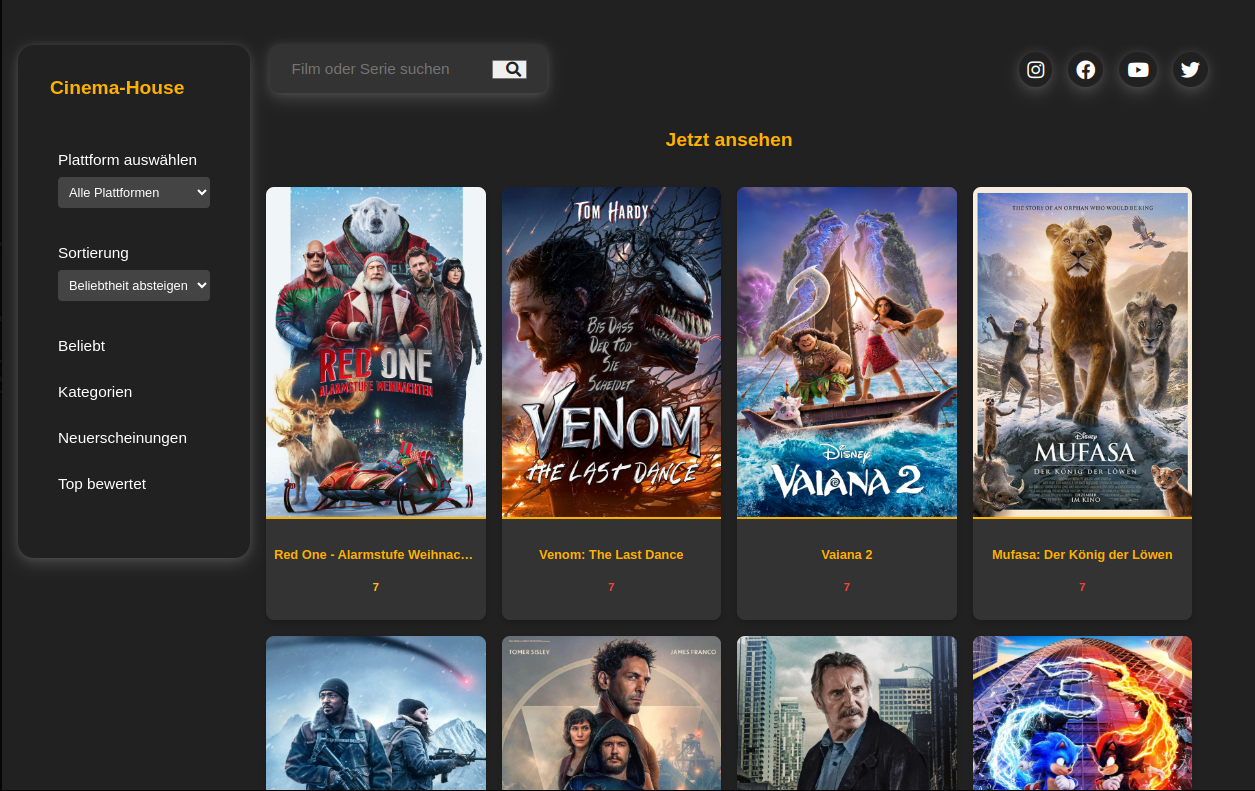 Cinema-House
Film oder Serie suchen
Plattform auswählen
Alle Plattformen
Sortierung
Beliebtheit absteigen
Beliebt
Kategorien
Neuerscheinungen
Top bewertet
Jetzt ansehen
RED ONE
ALARMSTUFE WEIHNACHTEN
Red One - Alarmstufe Weihnac...
7
TOM HARDY
BIS DASS
DER TOD
SIE
SCHEIDET
VENOM
THE LAST DANCE
Venom: The Last Dance
7
2
Disney
VAIANA 2
Vaiana 2
7
THE STORY OF AN ORPHAN WHO WOULD BE KING
Disney
MUFASA
DER KÖNIG DER LÖWEN
DEZEMBER
IM KINO
Mufasa: Der König der Löwen
7
TOMER SISLEY
JAMES FRANCO
3